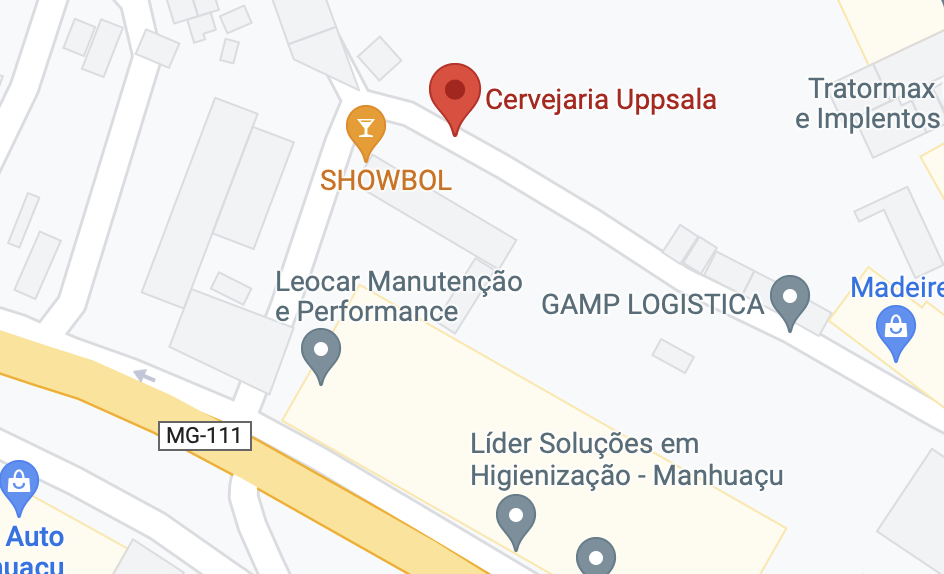 Cervejaria Uppsala
Tratormax
e Implentos
SHOWBOL
Leocar Manutenção
e Performance
GAMP LOGISTICA
Madeire
MG-111
Líder Soluções em
Higienização - Manhuaçu
Auto
uaçu